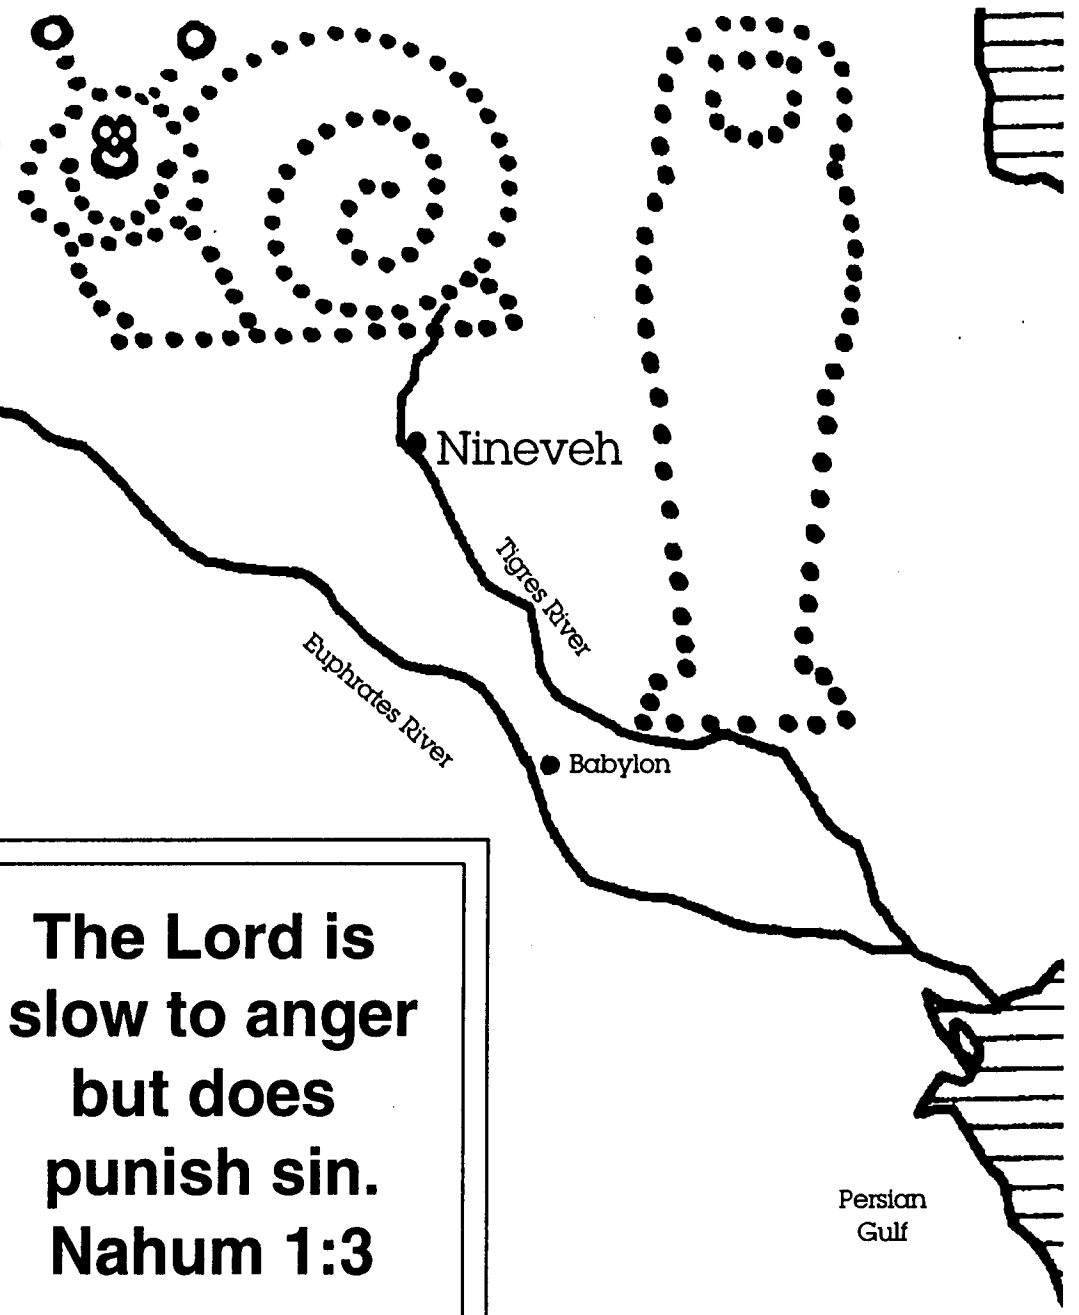 Nineveh
Tigres River
Euphrates River
Babylon
The Lord is
slow to anger
but does
punish sin.
Nahum 1:3
Persian
Gulf